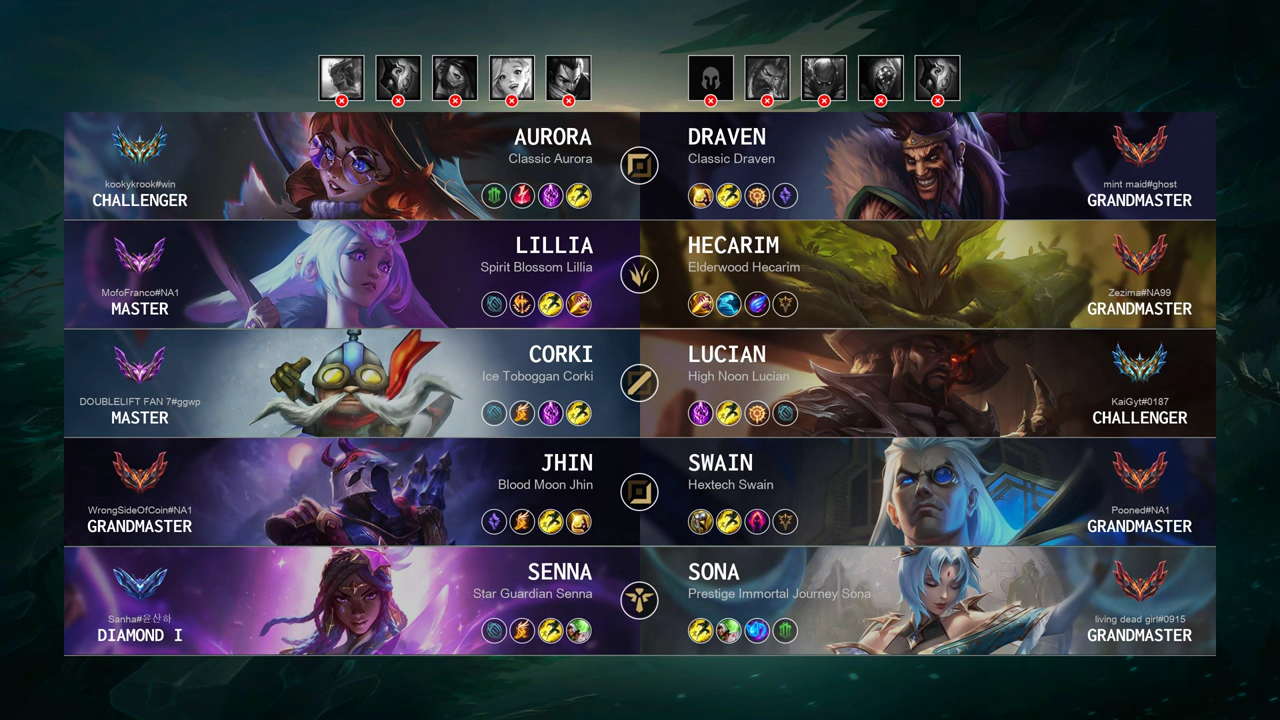 AURORA
Classic Aurora
kookykrook#win
CHALLENGER
DRAVEN
Classic Draven
mint maid#ghost
GRANDMASTER
LILLIA
Spirit Blossom Lillia
MofoFranco#NA1
MASTER
HECARIM
Elderwood Hecarim
Zezima#NA99
GRANDMASTER
CORKI
Ice Toboggan Corki
DOUBLELIFT FAN 7#ggwp
MASTER
LUCIAN
High Noon Lucian
KaiGyt#0187
CHALLENGER
JHIN
Blood Moon Jhin
WrongSideOfCoin#NA1
GRANDMASTER
SWAIN
Hextech Swain
Pooned#NA1
GRANDMASTER
SENNA
Star Guardian Senna
Sanha#윤산하
DIAMOND I
SONA
Prestige Immortal Journey Sona
living dead girl#0915
GRANDMASTER